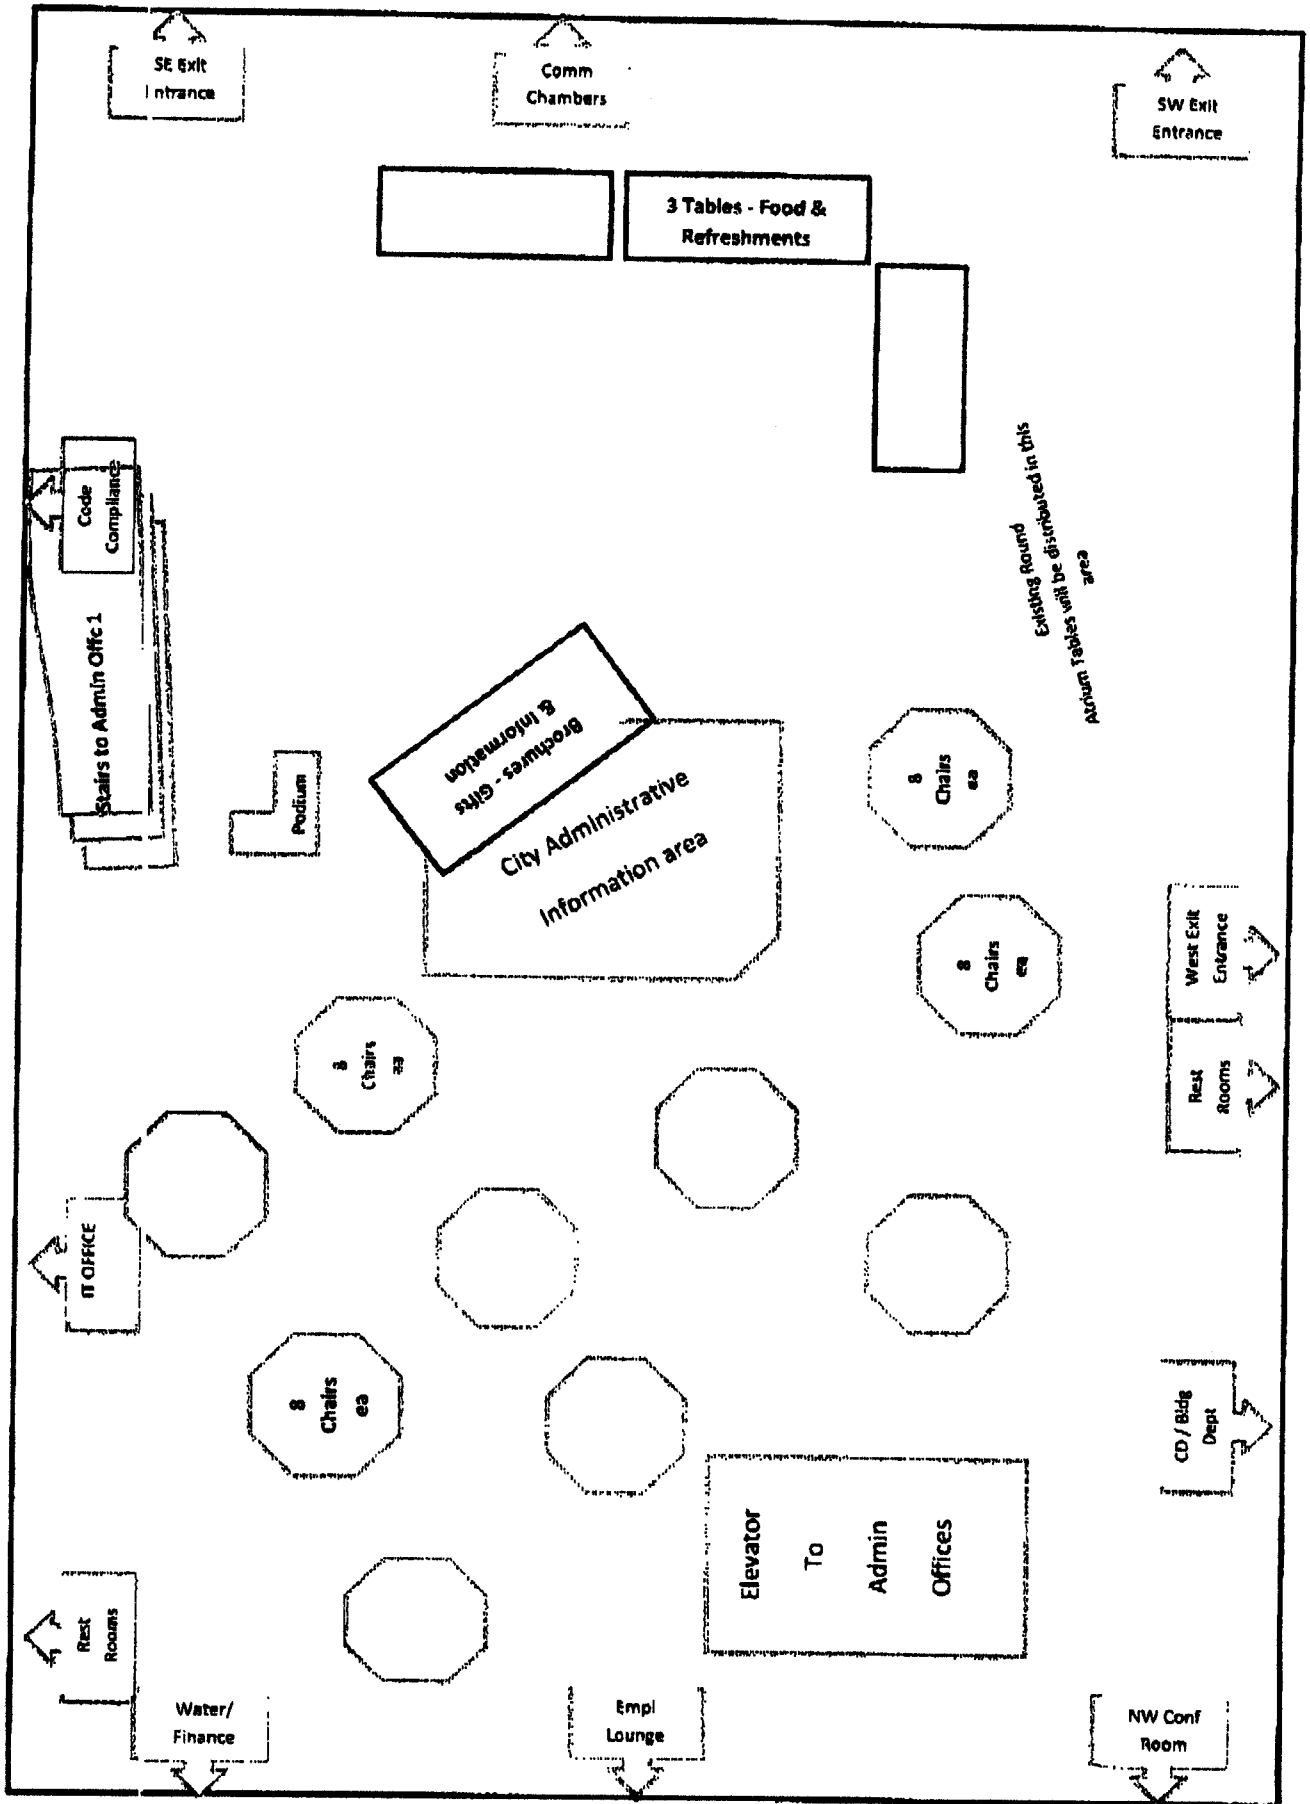 SE Exit
Entrance
Comm
Chambers
SW Exit
Entrance
3 Tables - Food &
Refreshments
Code
Compliance
Stairs to Admin Offc 1
Existing Round
Atrium Tables will be distributed in this
area
Brochures - Gifts
& Information
City Administrative
Information area
Podium
8
Chairs
ea
8
Chairs
ea
West Exit
Entrance
8
Chairs
ea
Rest
Rooms
IT OFFICE
8
Chairs
ea
CD / Bldg
Dept
Elevator
To
Admin
Offices
Rest
Rooms
Water/
Finance
Empl
Lounge
NW Conf
Room